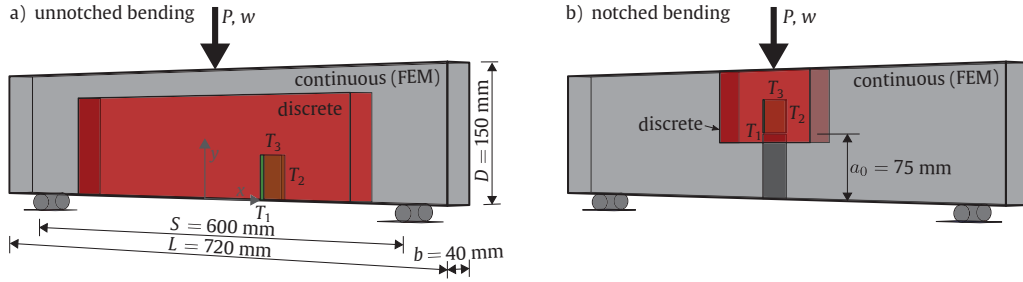 a) unnotched bending
P, w
continuous (FEM)
discrete
T₃
T₂
T₁
y
x
D = 150 mm
S = 600 mm
L = 720 mm
b = 40 mm
b) notched bending
P, w
continuous (FEM)
discrete
T₃
T₂
T₁
a₀ = 75 mm